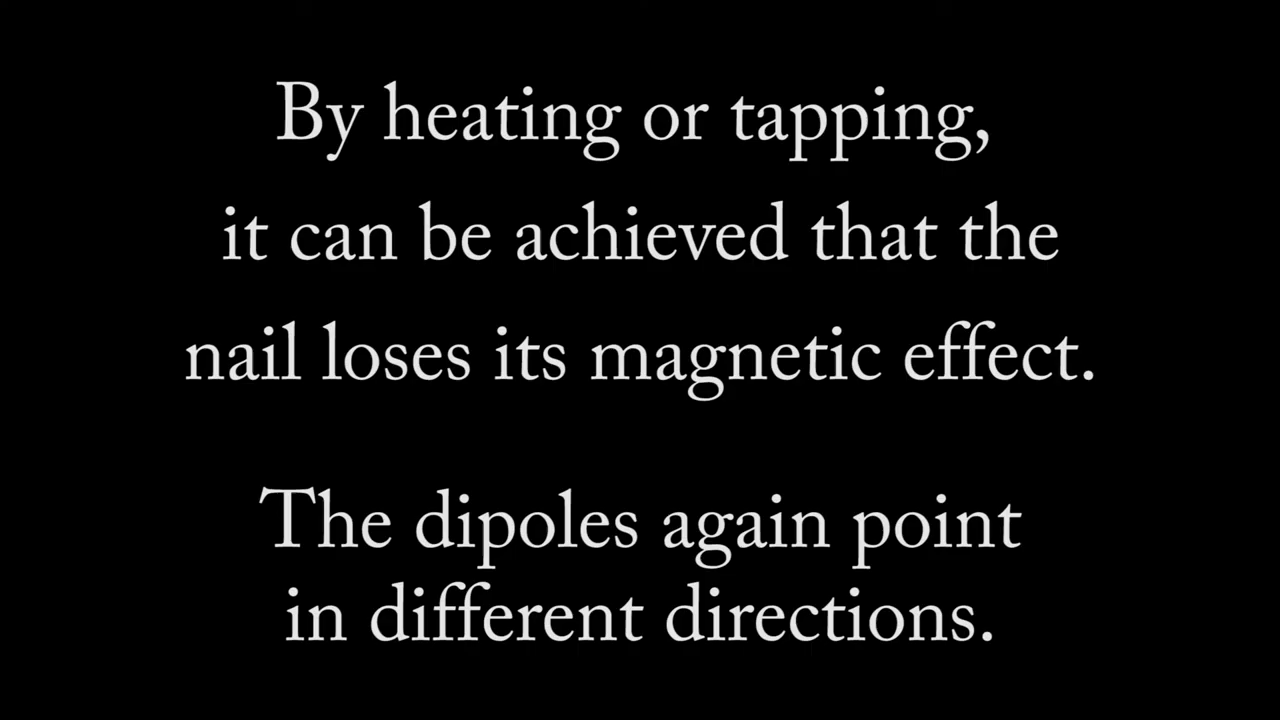 By heating or tapping,
it can be achieved that the
nail loses its magnetic effect.
The dipoles again point
in different directions.